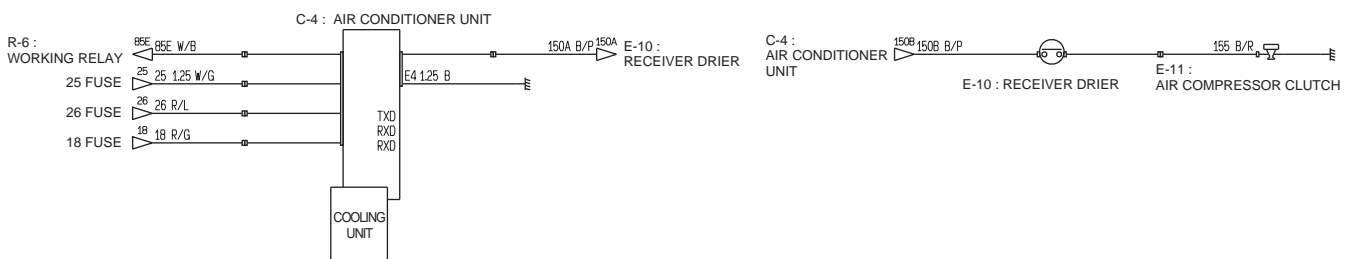 C-4 : AIR CONDITIONER UNIT
R-6 :
WORKING RELAY
85E
85E W/B
150A B/P
150A
E-10 :
RECEIVER DRIER
25 FUSE
25
25 1.25 W/G
E4 1.25 B
26 FUSE
26
26 R/L
18 FUSE
18
18 R/G
TXD
RXD
RXD
COOLING
UNIT
C-4 :
AIR CONDITIONER
UNIT
150B
150B B/P
E-10 : RECEIVER DRIER
155 B/R
E-11 :
AIR COMPRESSOR CLUTCH